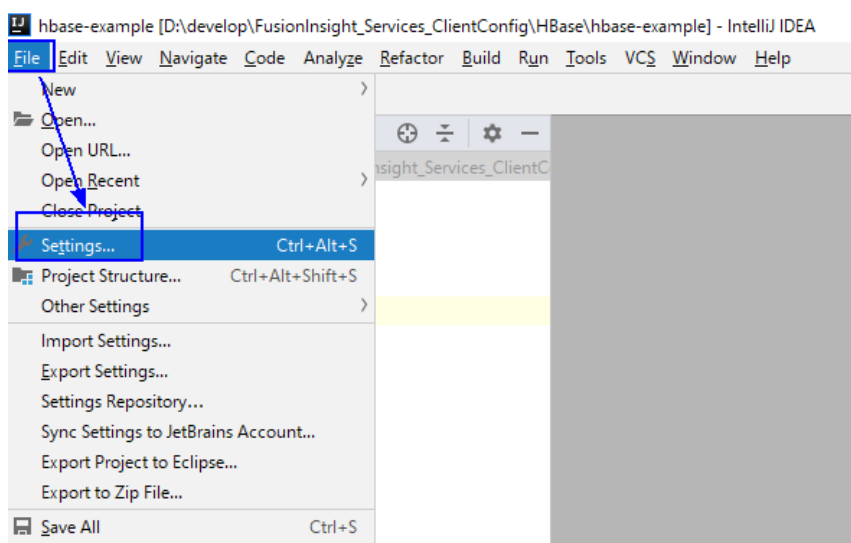 hbase-example [D:\develop\FusionInsight_Services_ClientConfig\HBase\hbase-example] - IntelliJ IDEA
File Edit View Navigate Code Analyze Refactor Build Run Tools VCS Window Help
New
Open...
Open URL...
nsight_Services_ClientC
Open Recent
Close Project
Settings... Ctrl+Alt+S
Project Structure... Ctrl+Alt+Shift+S
Other Settings
Import Settings...
Export Settings...
Settings Repository...
Sync Settings to JetBrains Account...
Export Project to Eclipse...
Export to Zip File...
Save All Ctrl+S